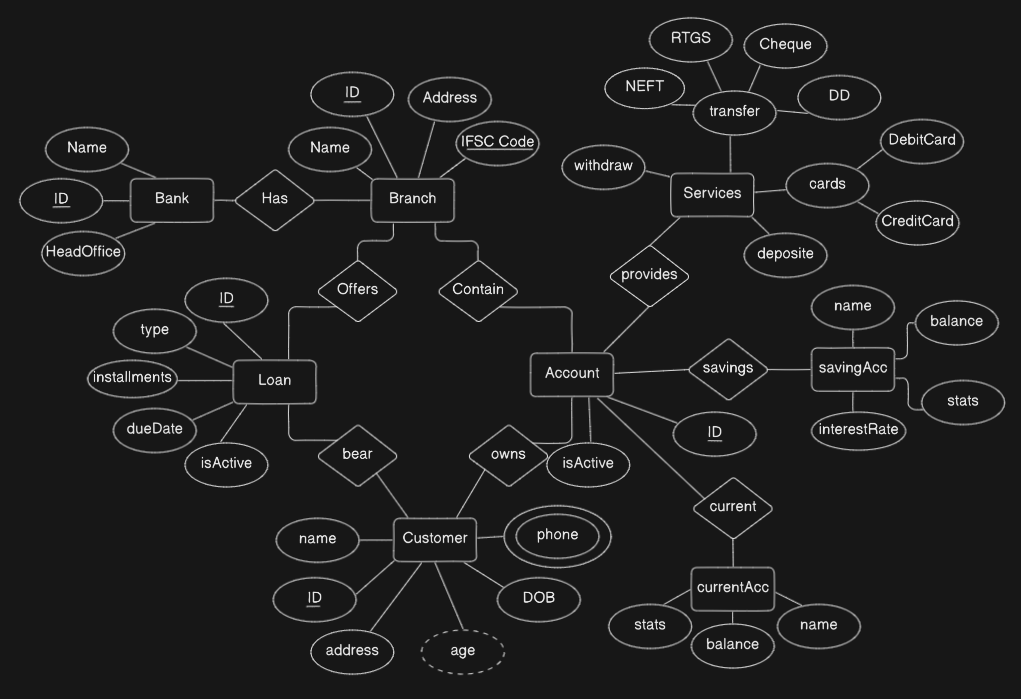 RTGS
Cheque
NEFT
transfer
DD
ID
Address
Name
IFSC Code
Name
withdraw
DebitCard
cards
Services
ID
Bank
Has
Branch
CreditCard
HeadOffice
deposite
provides
Offers
Contain
ID
name
balance
type
installments
Loan
Account
savings
savingAcc
stats
dueDate
ID
interestRate
isActive
bear
owns
isActive
current
name
Customer
phone
currentAcc
ID
DOB
stats
balance
name
address
age